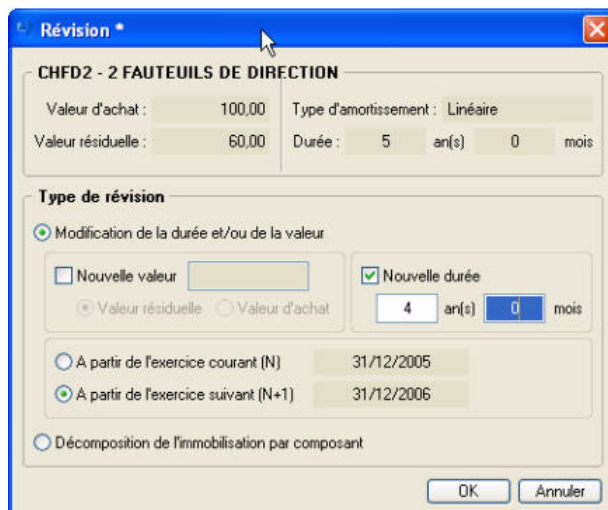 Révision *
CHFD2 - 2 FAUTEUILS DE DIRECTION
Valeur d'achat : 100,00 Type d'amortissement : Linéaire
Valeur résiduelle : 60,00 Durée : 5 an(s) 0 mois
Type de révision
Modification de la durée et/ou de la valeur
Nouvelle valeur Nouvelle durée
Valeur résiduelle Valeur d'achat 4 an(s) 0 mois
A partir de l'exercice courant (N) 31/12/2005
A partir de l'exercice suivant (N+1) 31/12/2006
Décomposition de l'immobilisation par composant
OK Annuler